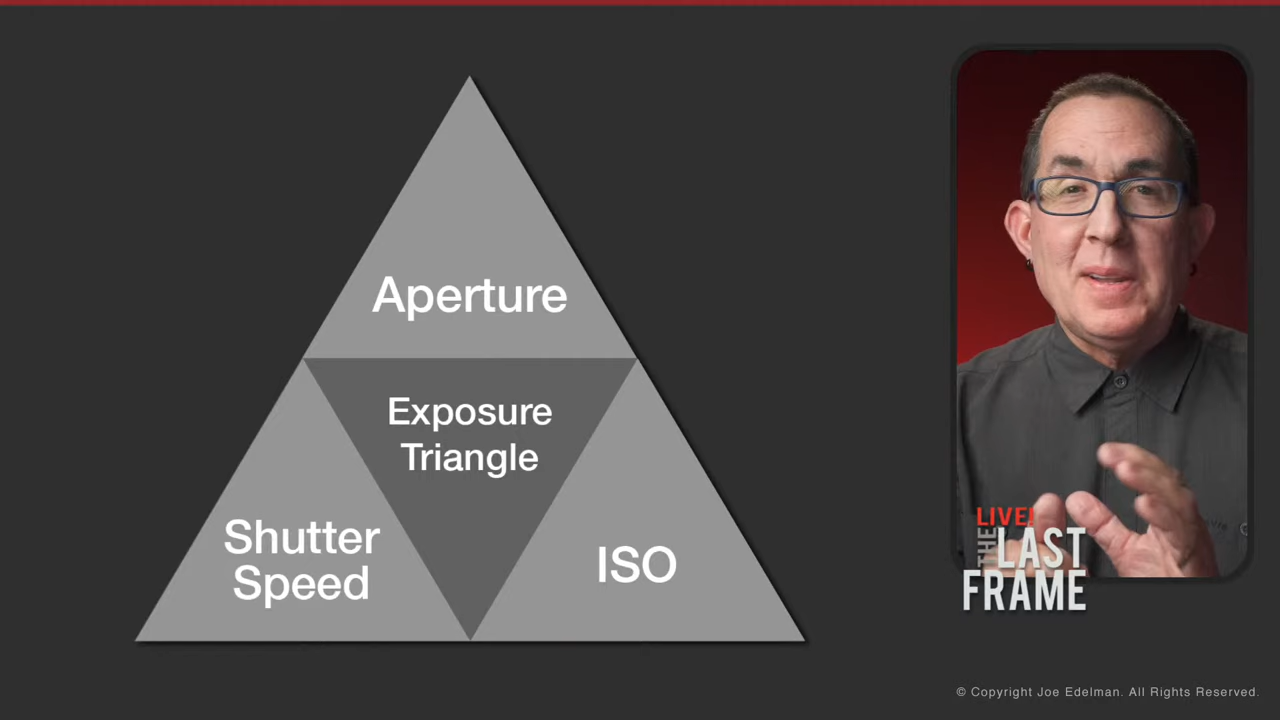 Aperture
Exposure
Triangle
Shutter
Speed
ISO
LIVE!
THE
LAST
FRAME
© Copyright Joe Edelman. All Rights Reserved.